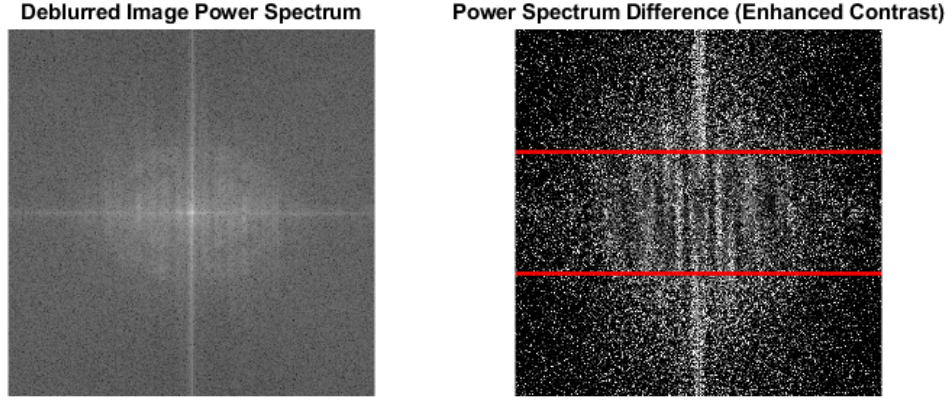 Deblurred Image Power Spectrum
Power Spectrum Difference (Enhanced Contrast)